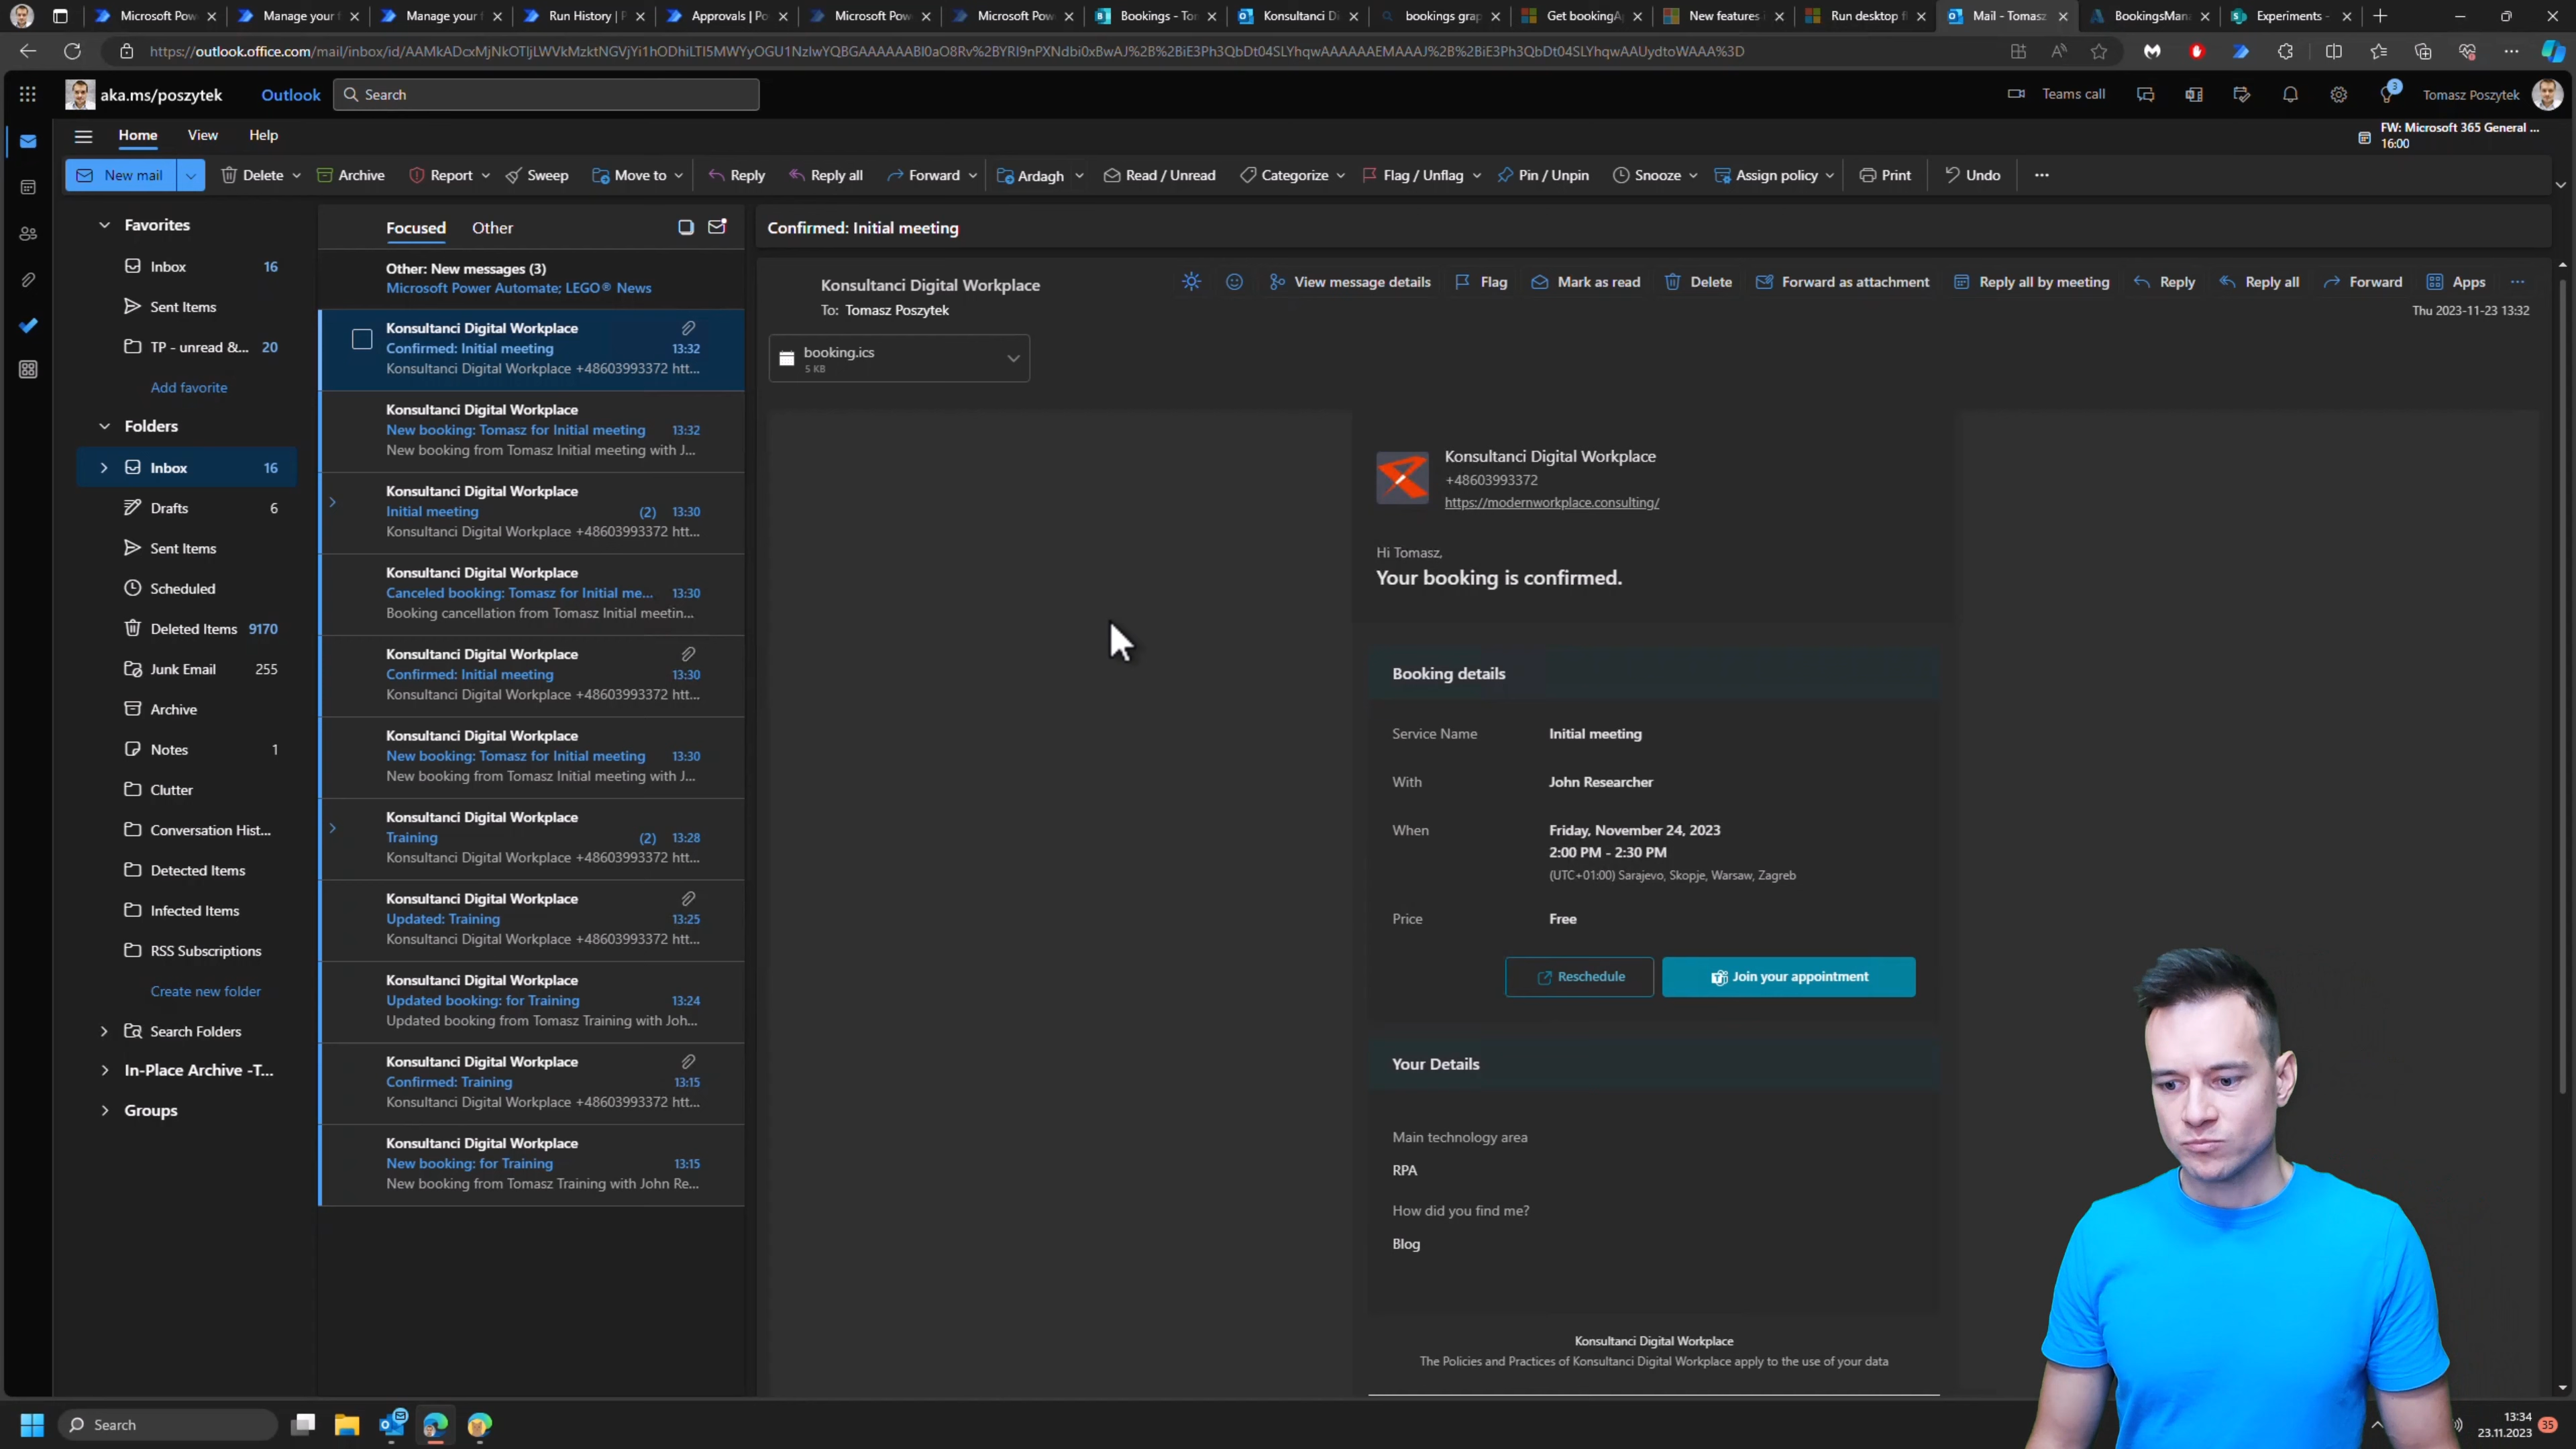 Microsoft Pow
Manage your f
Manage your f
Run History | P
Approvals | Po
Microsoft Pow
Microsoft Pow
Bookings - To
Konsultanci D
bookings grap
Get bookingA
New features
Run desktop fl
Mail - Tomasz
BookingsMan
Experiments -
https://outlook.office.com/mail/inbox/id/AAMkADcxMjNkOTljLWVkMzktNGVjYi1hODhiLTI5MWYyOGU1NzIwYQBGAAAAAABI0aO8Rv%2BYRI9nPXNdbi0xBwAJ%2B%2BiE3Ph3QbDt04SLYhqwAAAAAAEMAAAJ%2B%2BiE3Ph3QbDt04SLYhqwAAUydtoWAAA%3D
aka.ms/poszytek
Outlook
Search
Teams call
3
Tomasz Poszytek
Home
View
Help
FW: Microsoft 365 General ...
16:00
New mail
Delete
Archive
Report
Sweep
Move to
Reply
Reply all
Forward
Ardagh
Read / Unread
Categorize
Flag / Unflag
Pin / Unpin
Snooze
Assign policy
Print
Undo
Favorites
Inbox 16
Sent Items
TP - unread &... 20
Add favorite
Folders
Inbox 16
Drafts 6
Sent Items
Scheduled
Deleted Items 9170
Junk Email 255
Archive
Notes 1
Clutter
Conversation Hist...
Detected Items
Infected Items
RSS Subscriptions
Create new folder
Search Folders
In-Place Archive -T...
Groups
Focused
Other
Other: New messages (3)
Microsoft Power Automate; LEGO® News
Konsultanci Digital Workplace
Confirmed: Initial meeting 13:32
Konsultanci Digital Workplace +48603993372 htt...
Konsultanci Digital Workplace
New booking: Tomasz for Initial meeting 13:32
New booking from Tomasz Initial meeting with J...
Konsultanci Digital Workplace
Initial meeting (2) 13:30
Konsultanci Digital Workplace +48603993372 htt...
Konsultanci Digital Workplace
Canceled booking: Tomasz for Initial me... 13:30
Booking cancellation from Tomasz Initial meetin...
Konsultanci Digital Workplace
Confirmed: Initial meeting 13:30
Konsultanci Digital Workplace +48603993372 htt...
Konsultanci Digital Workplace
New booking: Tomasz for Initial meeting 13:30
New booking from Tomasz Initial meeting with J...
Konsultanci Digital Workplace
Training (2) 13:28
Konsultanci Digital Workplace +48603993372 htt...
Konsultanci Digital Workplace
Updated: Training 13:25
Konsultanci Digital Workplace +48603993372 htt...
Konsultanci Digital Workplace
Updated booking: for Training 13:24
Updated booking from Tomasz Training with Joh...
Konsultanci Digital Workplace
Confirmed: Training 13:15
Konsultanci Digital Workplace +48603993372 htt...
Konsultanci Digital Workplace
New booking: for Training 13:15
New booking from Tomasz Training with John Re...
Confirmed: Initial meeting
Konsultanci Digital Workplace
To: Tomasz Poszytek
View message details
Flag
Mark as read
Delete
Forward as attachment
Reply all by meeting
Reply
Reply all
Forward
Apps
Thu 2023-11-23 13:32
booking.ics
5 KB
Konsultanci Digital Workplace
+48603993372
https://modernworkplace.consulting/
Hi Tomasz,
Your booking is confirmed.
Booking details
Service Name Initial meeting
With John Researcher
When Friday, November 24, 2023
2:00 PM - 2:30 PM
(UTC+01:00) Sarajevo, Skopje, Warsaw, Zagreb
Price Free
Reschedule
Join your appointment
Your Details
Main technology area
RPA
How did you find me?
Blog
Konsultanci Digital Workplace
The Policies and Practices of Konsultanci Digital Workplace apply to the use of your data
Search
13:34
23.11.2023
35